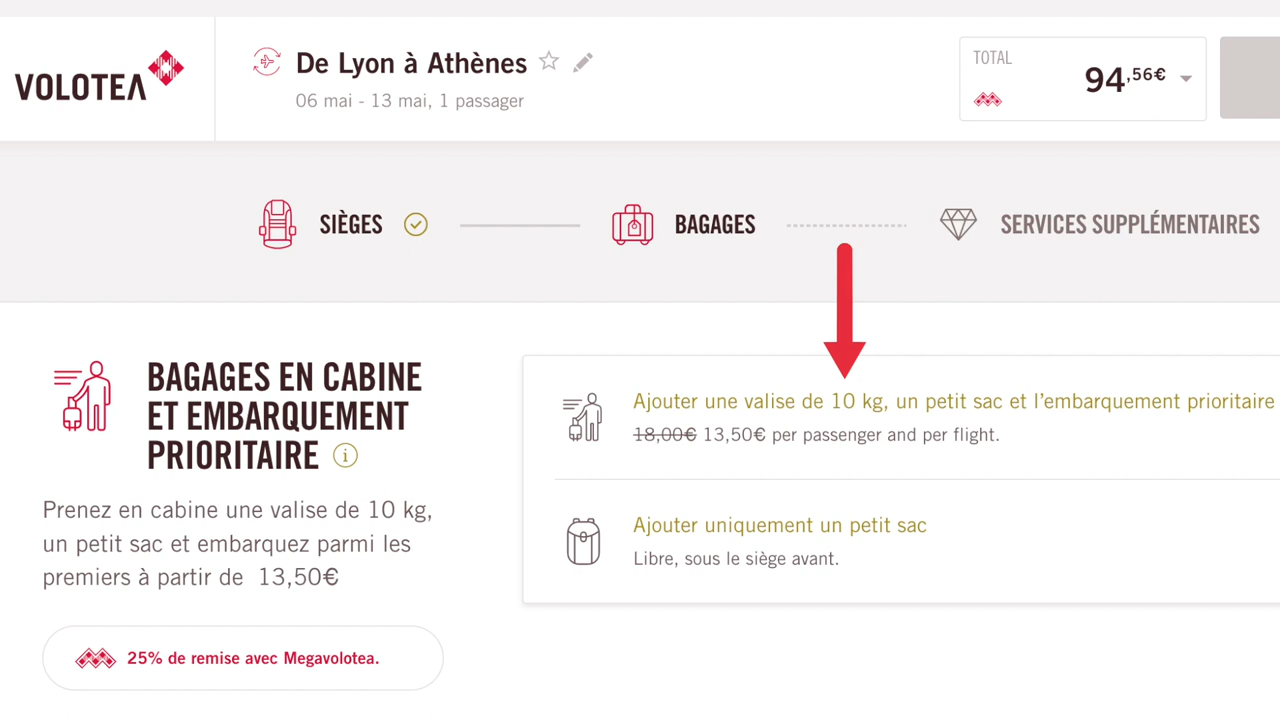 VOLOTEA
De Lyon à Athènes
06 mai - 13 mai, 1 passager
TOTAL
94,56€
SIÈGES
BAGAGES
SERVICES SUPPLÉMENTAIRES
BAGAGES EN CABINE
ET EMBARQUEMENT
PRIORITAIRE
Prenez en cabine une valise de 10 kg,
un petit sac et embarquez parmi les
premiers à partir de 13,50€
25% de remise avec Megavolotea.
Ajouter une valise de 10 kg, un petit sac et l'embarquement prioritaire
18,00€ 13,50€ per passenger and per flight.
Ajouter uniquement un petit sac
Libre, sous le siège avant.